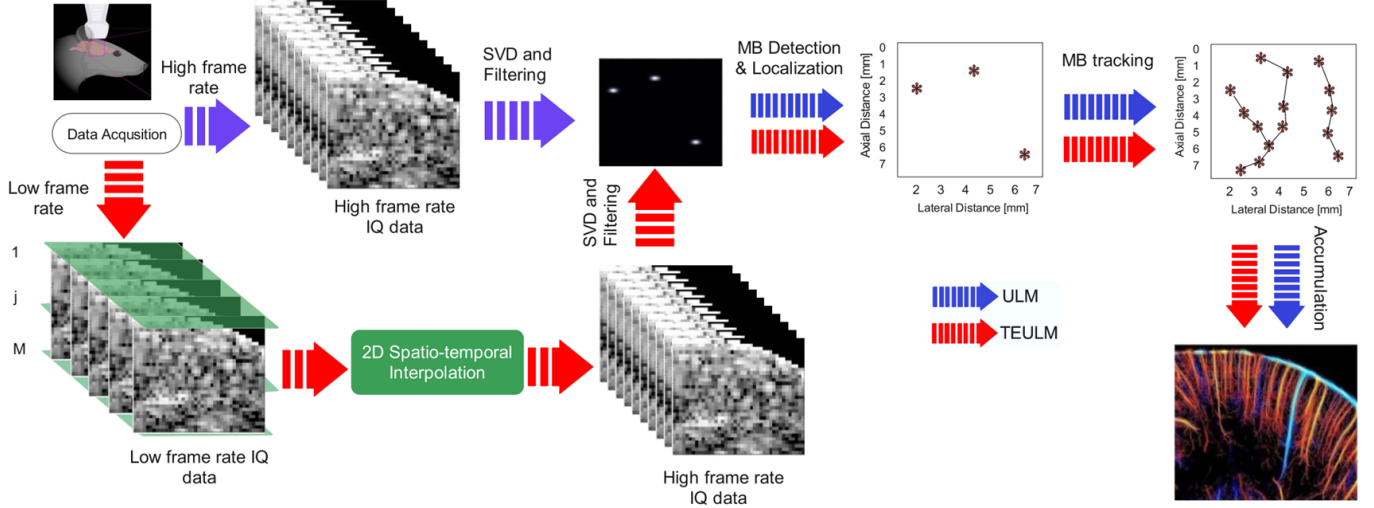 Data Acqusition
High frame
rate
High frame rate
IQ data
SVD and
Filtering
MB Detection
& Localization
Axial Distance [mm]
0
1
2
3
4
5
6
7
2 3 4 5 6 7
Lateral Distance [mm]
MB tracking
Axial Distance [mm]
0
1
2
3
4
5
6
7
2 3 4 5 6 7
Lateral Distance [mm]
Low frame
rate
1
j
M
Low frame rate IQ
data
2D Spatio-temporal
Interpolation
High frame rate
IQ data
SVD and
Filtering
ULM
TEULM
Accumulation